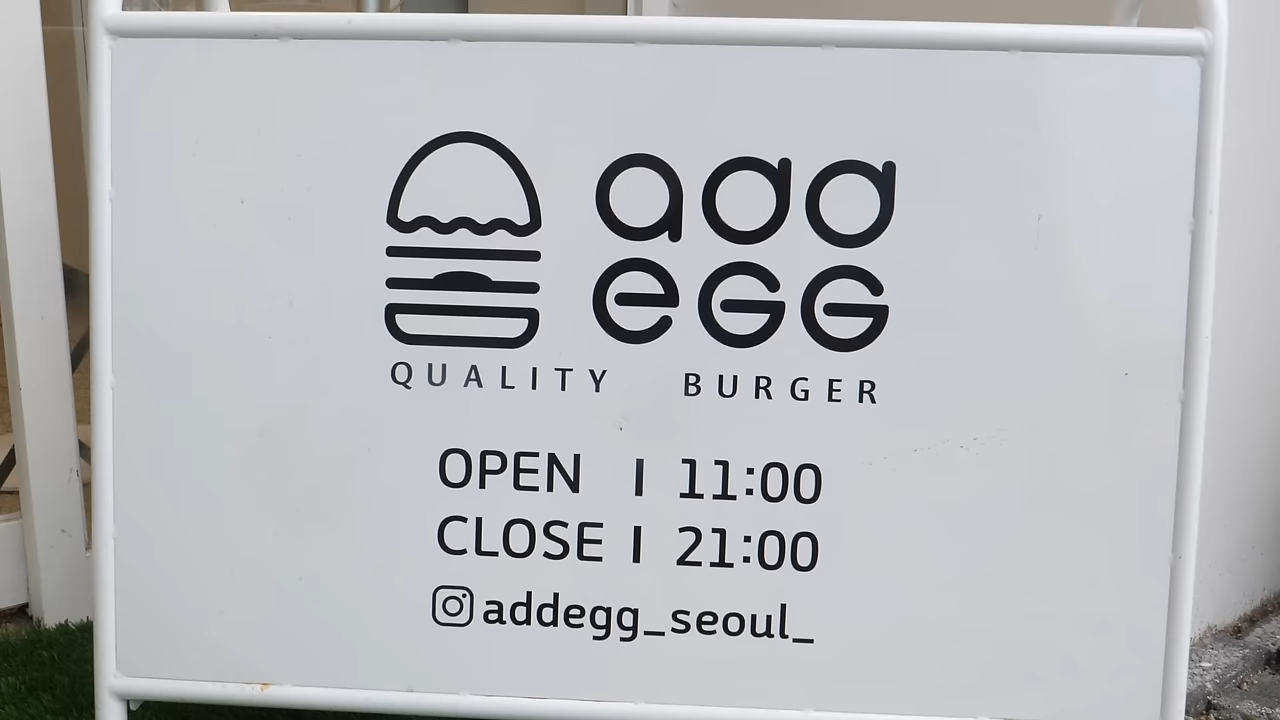 add
egg
QUALITY BURGER
OPEN I 11:00
CLOSE I 21:00
addegg_seoul_